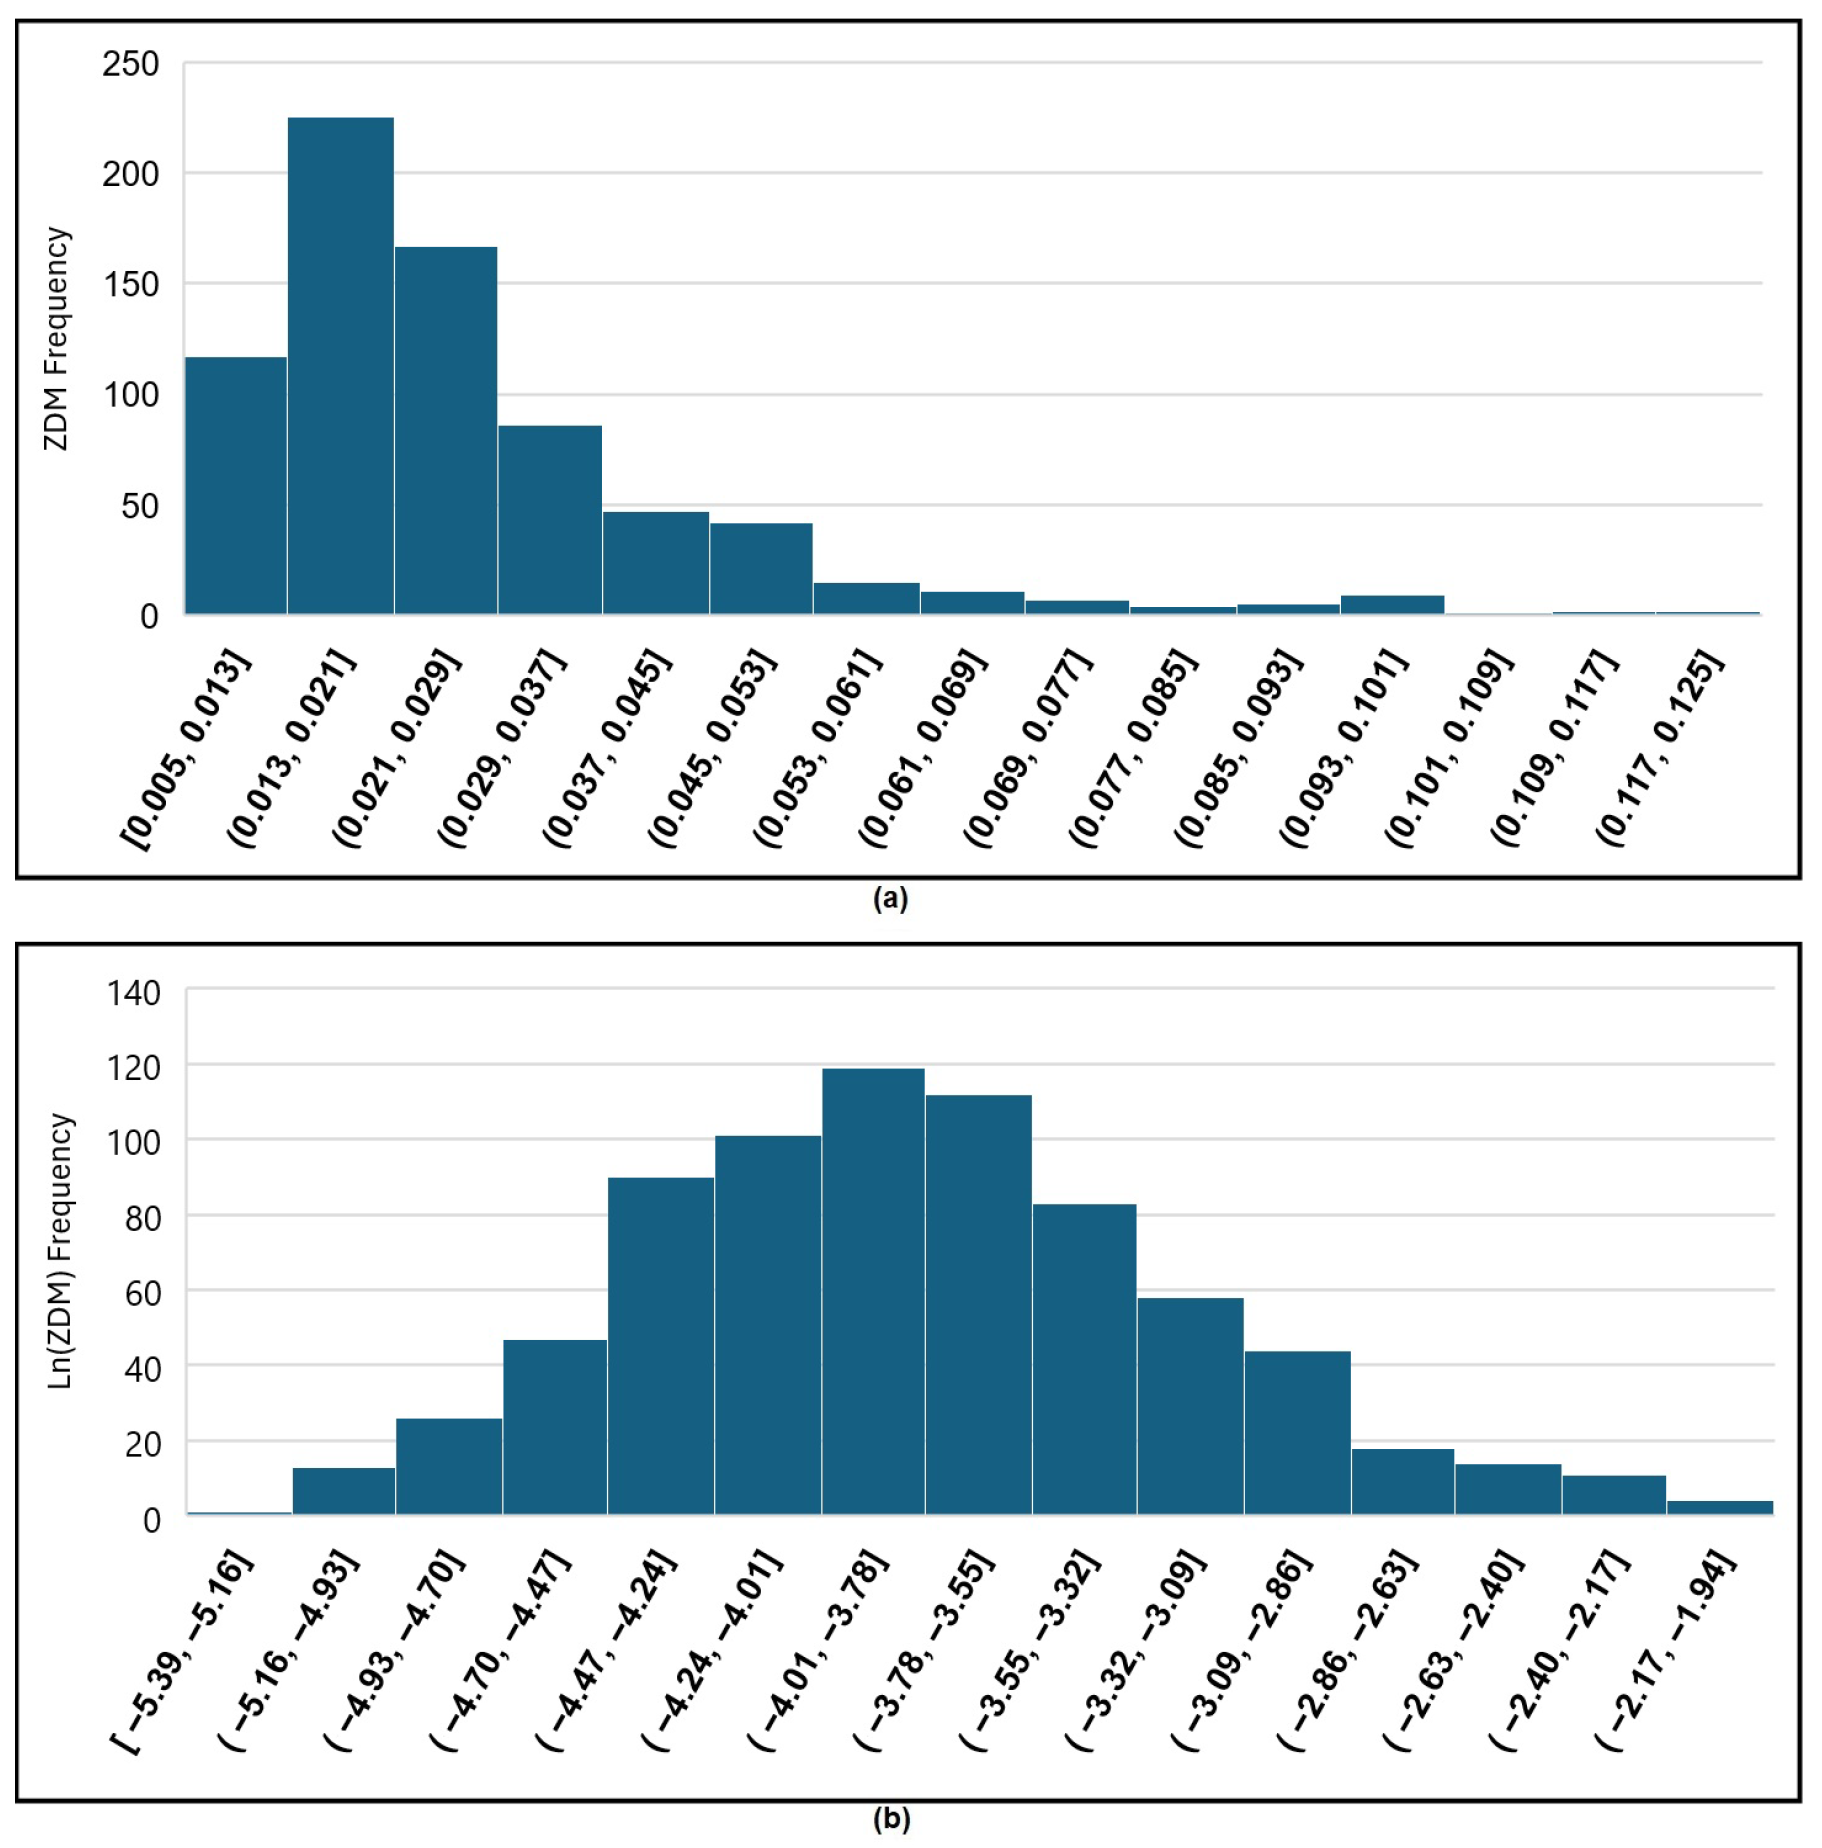 250
200
150
100
50
0
ZDM Frequency
[0.005, 0.013]
(0.013, 0.021]
(0.021, 0.029]
(0.029, 0.037]
(0.037, 0.045]
(0.045, 0.053]
(0.053, 0.061]
(0.061, 0.069]
(0.069, 0.077]
(0.077, 0.085]
(0.085, 0.093]
(0.093, 0.101]
(0.101, 0.109]
(0.109, 0.117]
(0.117, 0.125]
(a)
140
120
100
80
60
40
20
0
Ln(ZDM) Frequency
[ −5.39, −5.16]
( −5.16, −4.93]
( −4.93, −4.70]
( −4.70, −4.47]
( −4.47, −4.24]
( −4.24, −4.01]
( −4.01, −3.78]
( −3.78, −3.55]
( −3.55, −3.32]
( −3.32, −3.09]
( −3.09, −2.86]
( −2.86, −2.63]
( −2.63, −2.40]
( −2.40, −2.17]
( −2.17, −1.94]
(b)